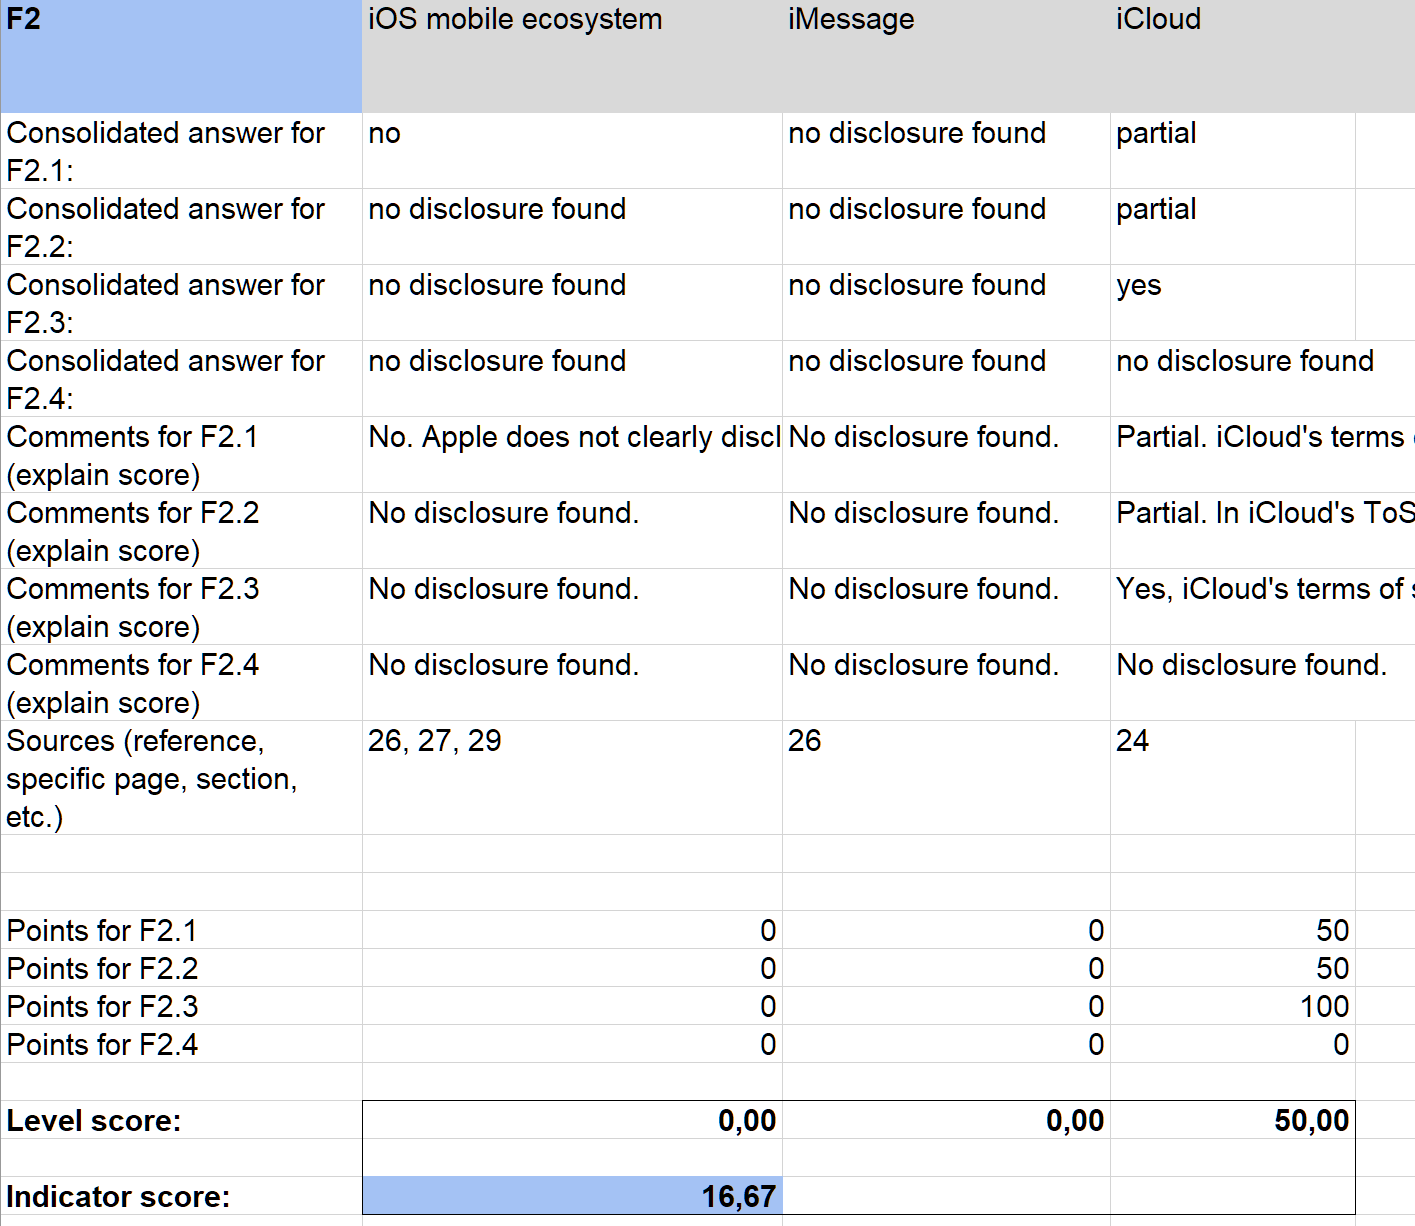 F2 iOS mobile ecosystem iMessage iCloud
Consolidated answer for F2.1: no no disclosure found partial
Consolidated answer for F2.2: no disclosure found no disclosure found partial
Consolidated answer for F2.3: no disclosure found no disclosure found yes
Consolidated answer for F2.4: no disclosure found no disclosure found no disclosure found
Comments for F2.1 (explain score) No. Apple does not clearly discl No disclosure found. Partial. iCloud's terms
Comments for F2.2 (explain score) No disclosure found. No disclosure found. Partial. In iCloud's ToS
Comments for F2.3 (explain score) No disclosure found. No disclosure found. Yes, iCloud's terms of
Comments for F2.4 (explain score) No disclosure found. No disclosure found. No disclosure found.
Sources (reference, specific page, section, etc.) 26, 27, 29 26 24
Points for F2.1 0 0 50
Points for F2.2 0 0 50
Points for F2.3 0 0 100
Points for F2.4 0 0 0
Level score: 0,00 0,00 50,00
Indicator score: 16,67